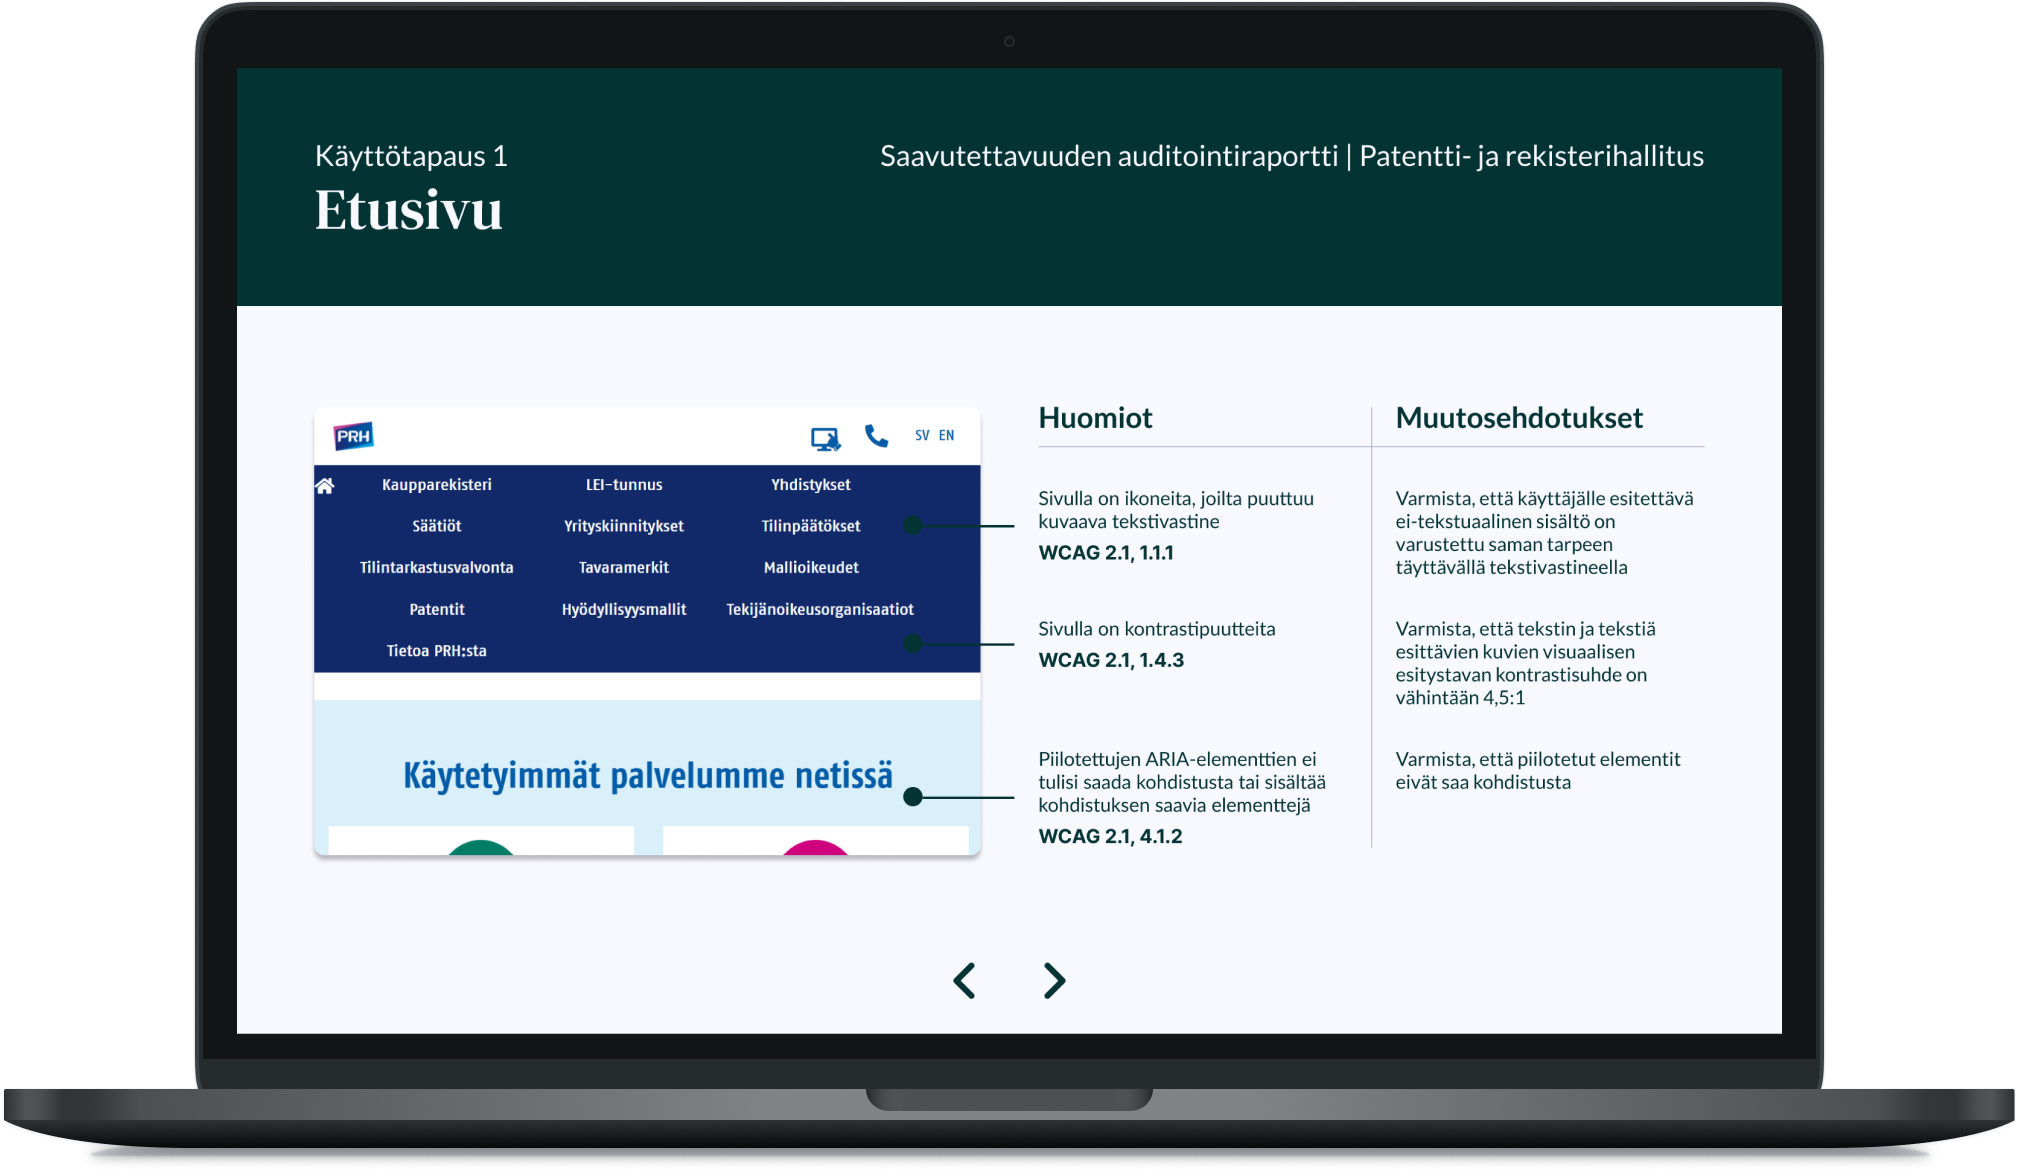 Käyttötapaus 1
Etusivu
Saavutettavuuden auditointiraportti | Patentti- ja rekisterihallitus
PRH
SV EN
Kaupparekisteri LEI-tunnus Yhdistykset
Säätiöt Yrityskiinnitykset Tilinpäätökset
Tilintarkastusvalvonta Tavaramerkit Mallioikeudet
Patentit Hyödyllisyysmallit Tekijänoikeusorganisaatiot
Tietoa PRH:sta
Käytetyimmät palvelumme netissä
Huomiot
Sivulla on ikoneita, joilta puuttuu
kuvaava tekstivastine
WCAG 2.1, 1.1.1
Sivulla on kontrastipuutteita
WCAG 2.1, 1.4.3
Piilotettujen ARIA-elementtien ei
tulisi saada kohdistusta tai sisältää
kohdistuksen saavia elementtejä
WCAG 2.1, 4.1.2
Muutosehdotukset
Varmista, että käyttäjälle esitettävä
ei-tekstuaalinen sisältö on
varustettu saman tarpeen
täyttävällä tekstivastineella
Varmista, että tekstin ja tekstiä
esittävien kuvien visuaalisen
esitystavan kontrastisuhde on
vähintään 4,5:1
Varmista, että piilotetut elementit
eivät saa kohdistusta